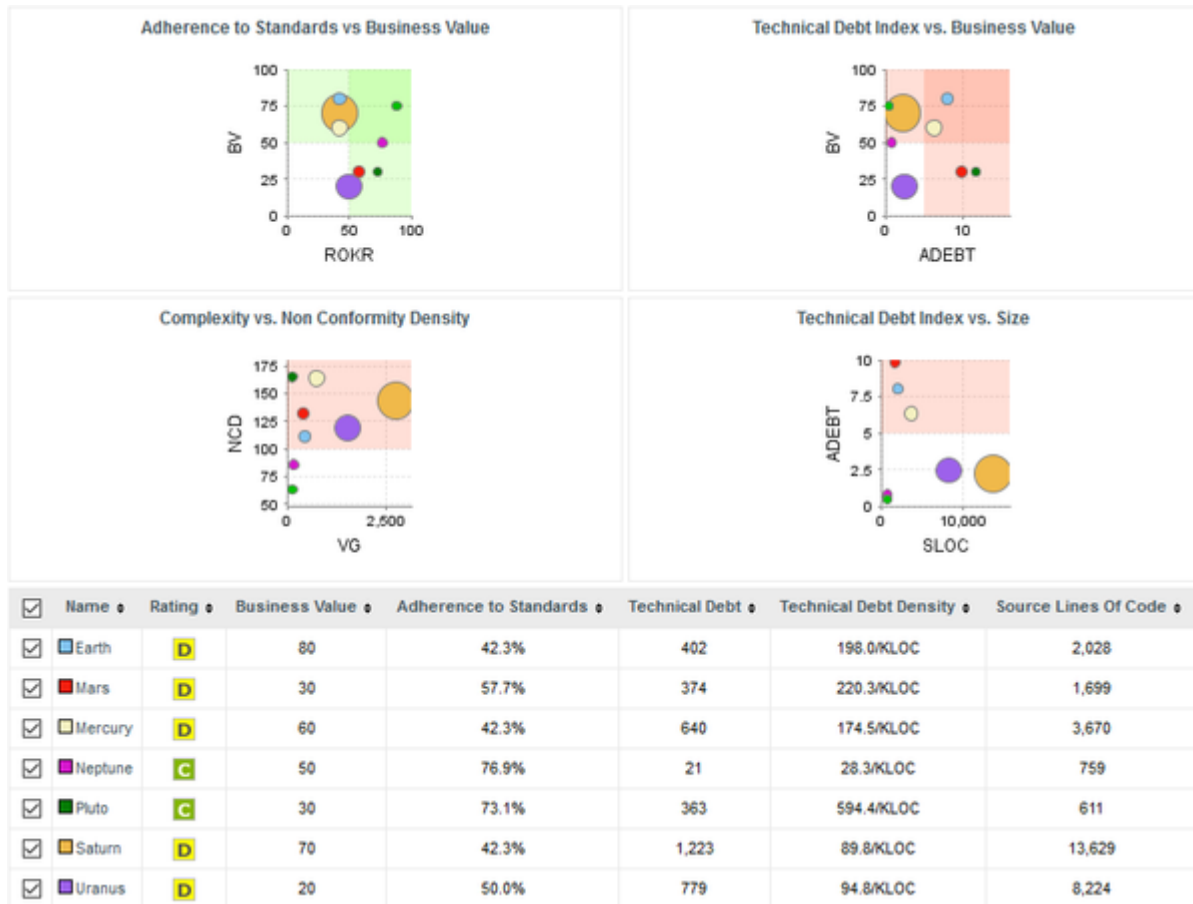 Adherence to Standards vs Business Value
100
75
50
25
0
BV
0 50 100
ROKR
Technical Debt Index vs. Business Value
100
75
50
25
0
BV
0 10
ADEBT
Complexity vs. Non Conformity Density
175
150
125
100
75
50
NCD
0 2,500
VG
Technical Debt Index vs. Size
10
7.5
5
2.5
0
ADEBT
0 10,000
SLOC
Name Rating Business Value Adherence to Standards Technical Debt Technical Debt Density Source Lines Of Code
Earth D 80 42.3% 402 198.0/KLOC 2,028
Mars D 30 57.7% 374 220.3/KLOC 1,699
Mercury D 60 42.3% 640 174.5/KLOC 3,670
Neptune C 50 76.9% 21 28.3/KLOC 759
Pluto C 30 73.1% 363 594.4/KLOC 611
Saturn D 70 42.3% 1,223 89.8/KLOC 13,629
Uranus D 20 50.0% 779 94.8/KLOC 8,224